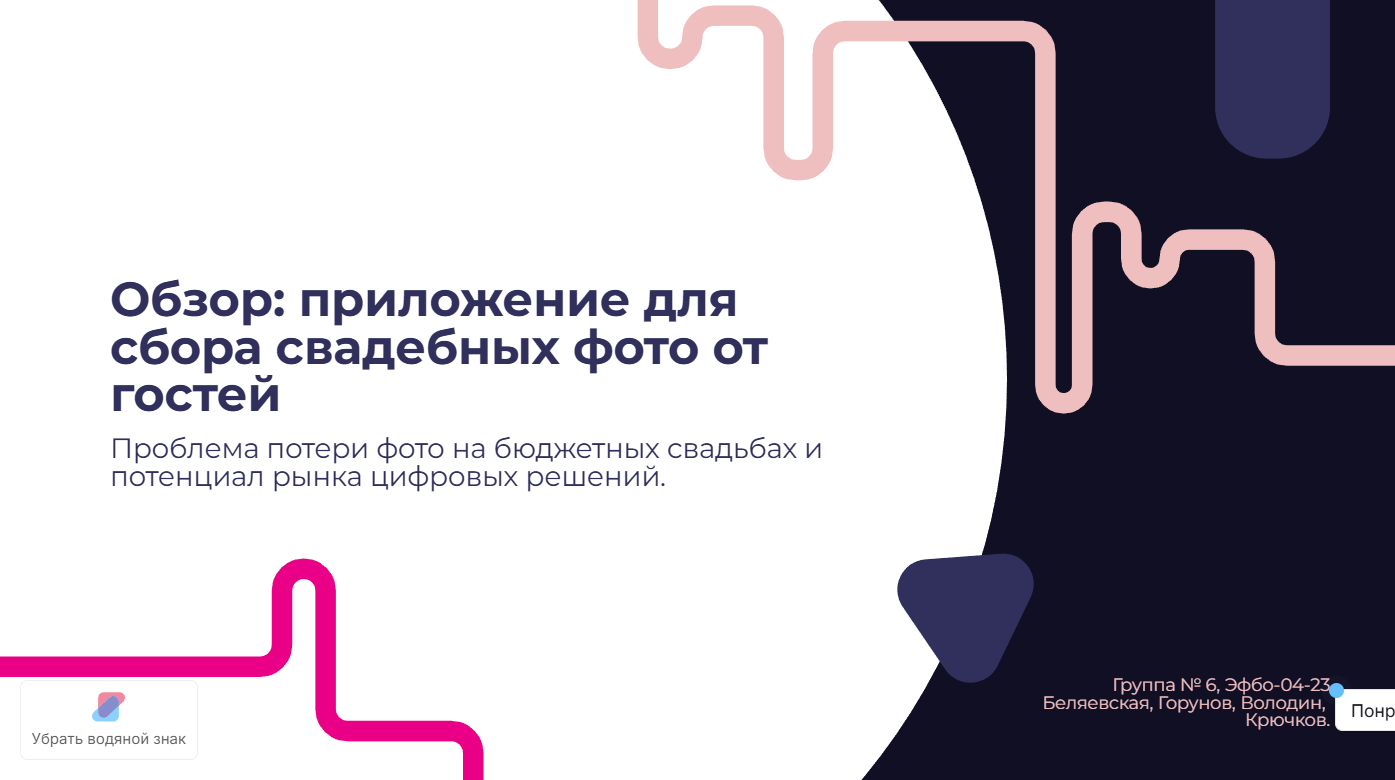 Обзор: приложение для
сбора свадебных фото от
гостей
Проблема потери фото на бюджетных свадьбах и
потенциал рынка цифровых решений.
Убрать водяной знак
Группа № 6, Эфбо-04-23
Беляевская, Горунов, Володин,
Крючков.